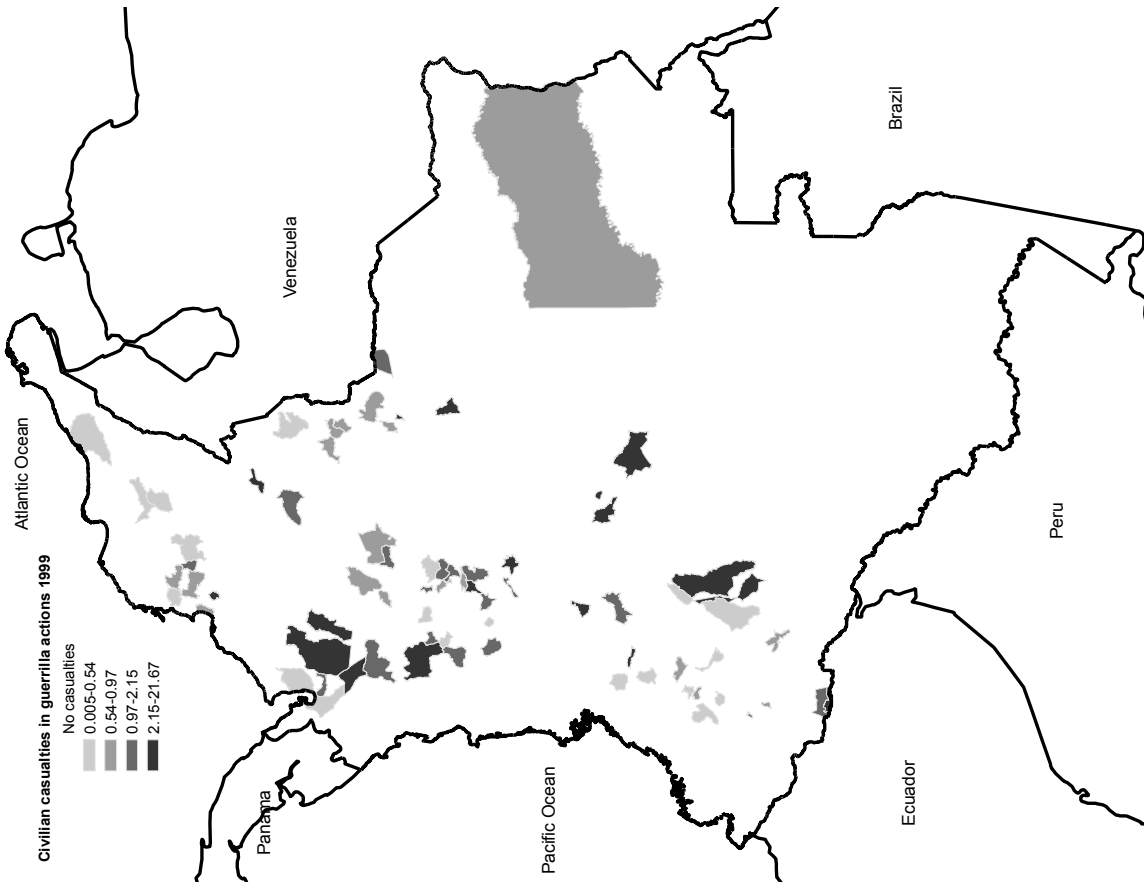 Civilian casualties in guerrilla actions 1999
No casualties
0.005-0.54
0.54-0.97
0.97-2.15
2.15-21.67
Atlantic Ocean
Venezuela
Panama
Pacific Ocean
Brazil
Ecuador
Peru